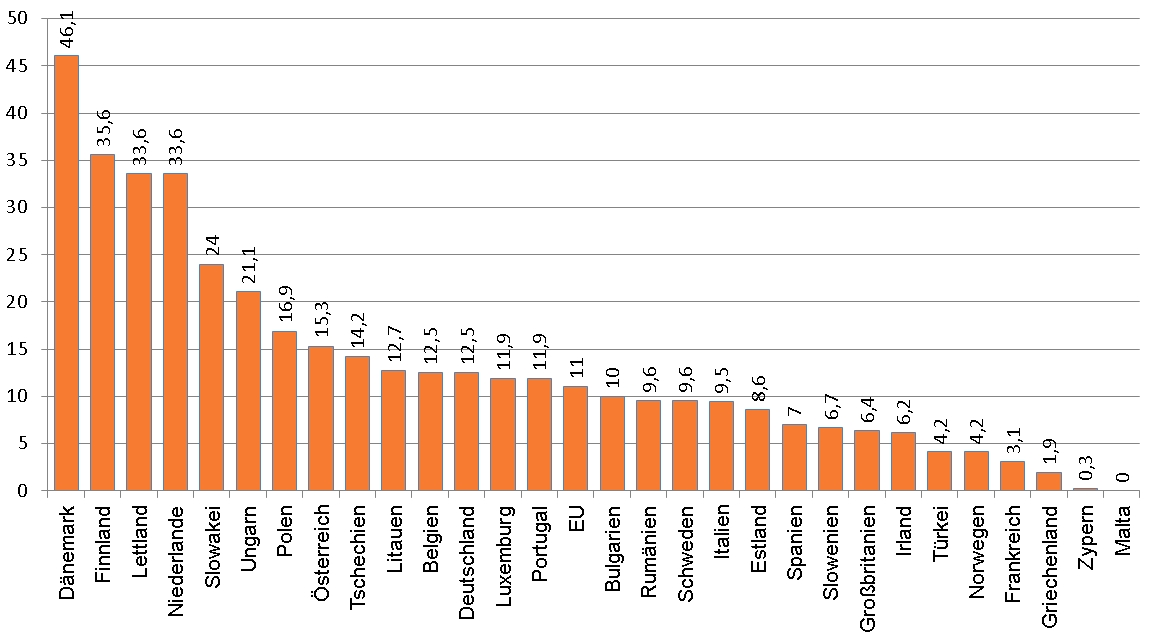 50
45
40
35
30
25
20
15
10
5
0
46,1
35,6
33,6
33,6
24
21,1
16,9
15,3
14,2
12,7
12,5
12,5
11,9
11,9
11
10
9,6
9,6
9,5
8,6
7
6,7
6,4
6,2
4,2
4,2
3,1
1,9
0,3
0
Dänemark
Finnland
Lettland
Niederlande
Slowakei
Ungarn
Polen
Österreich
Tschechien
Litauen
Belgien
Deutschland
Luxemburg
Portugal
EU
Bulgarien
Rumänien
Schweden
Italien
Estland
Spanien
Slowenien
Großbritanien
Irland
Türkei
Norwegen
Frankreich
Griechenland
Zypern
Malta